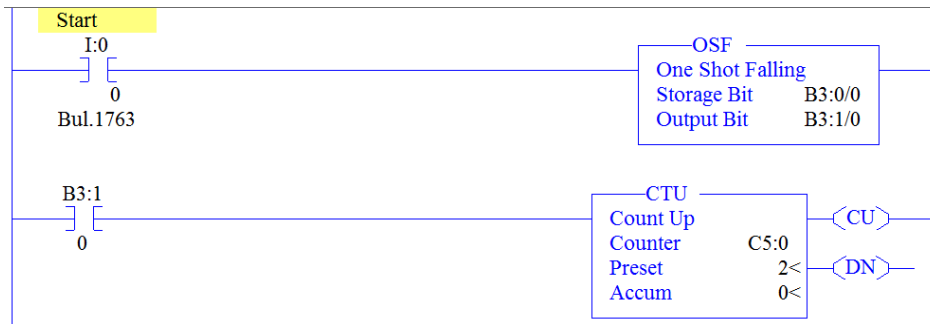 Start
I:0
0
Bul.1763
OSF
One Shot Falling
Storage Bit B3:0/0
Output Bit B3:1/0
B3:1
0
CTU
Count Up
Counter C5:0
Preset 2<
Accum 0<
CU
DN